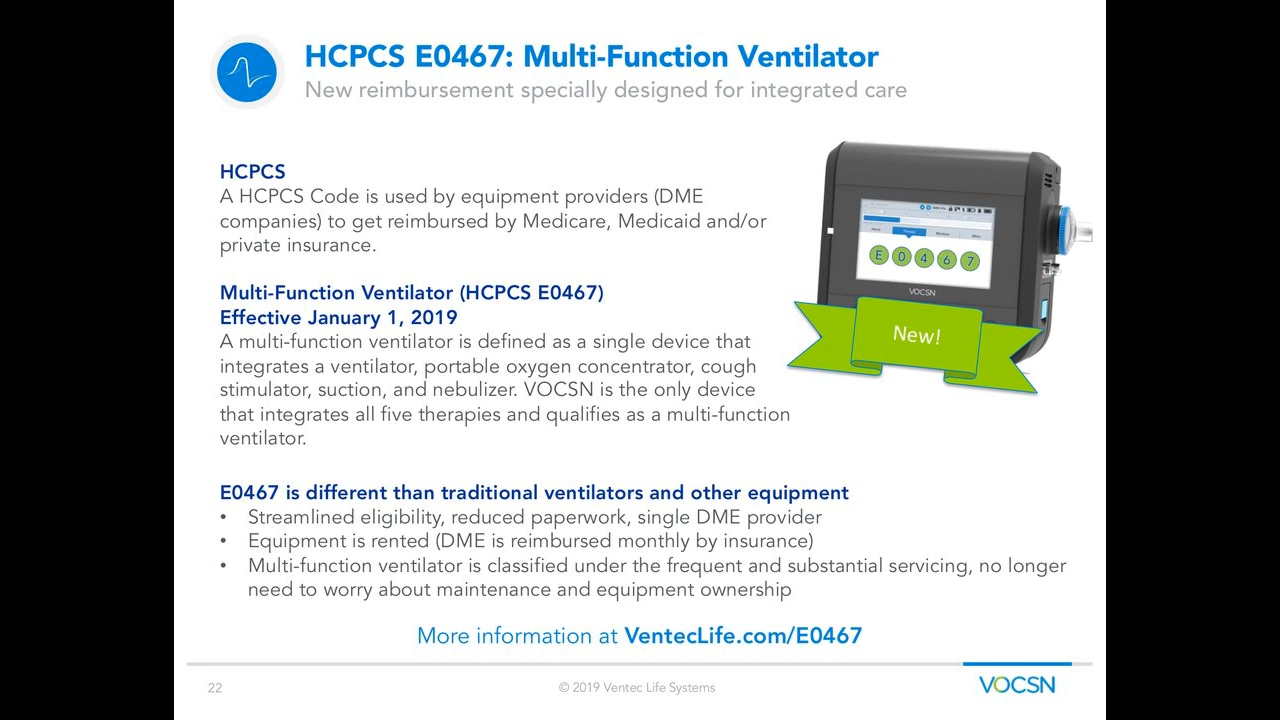 HCPCS E0467: Multi-Function Ventilator
New reimbursement specially designed for integrated care
HCPCS
A HCPCS Code is used by equipment providers (DME
companies) to get reimbursed by Medicare, Medicaid and/or
private insurance.
Multi-Function Ventilator (HCPCS E0467)
Effective January 1, 2019
A multi-function ventilator is defined as a single device that
integrates a ventilator, portable oxygen concentrator, cough
stimulator, suction, and nebulizer. VOCSN is the only device
that integrates all five therapies and qualifies as a multi-function
ventilator.
E 0 4 6 7
VOCSN
New!
E0467 is different than traditional ventilators and other equipment
• Streamlined eligibility, reduced paperwork, single DME provider
• Equipment is rented (DME is reimbursed monthly by insurance)
• Multi-function ventilator is classified under the frequent and substantial servicing, no longer
need to worry about maintenance and equipment ownership
More information at VentecLife.com/E0467
22
© 2019 Ventec Life Systems
VOCSN